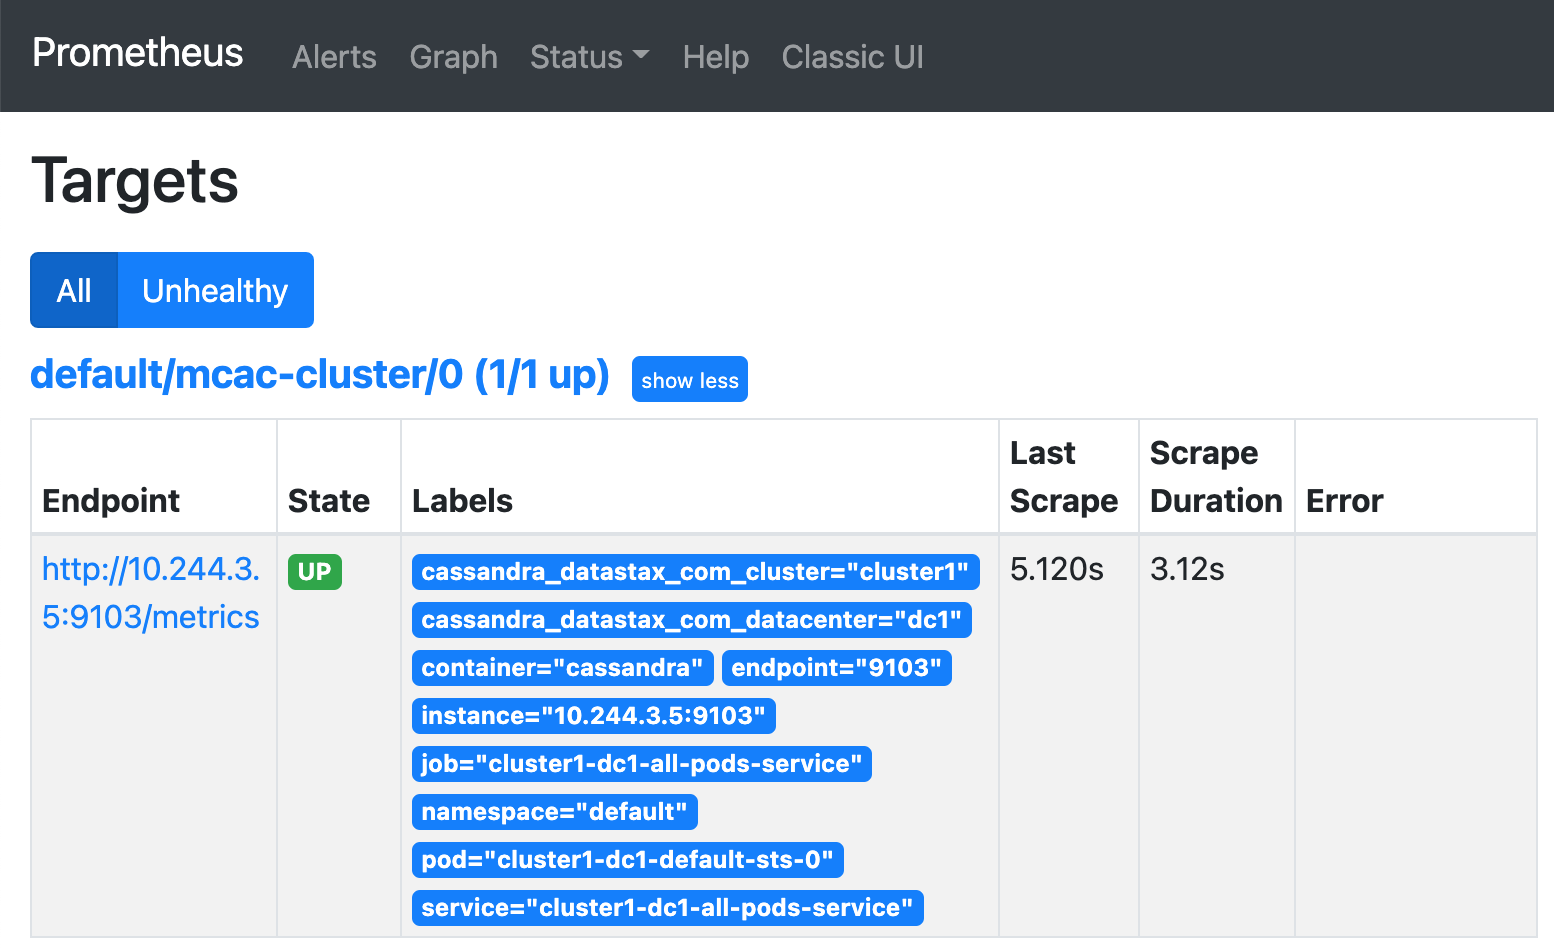 Prometheus Alerts Graph Status Help Classic UI
Targets
All Unhealthy
default/mcac-cluster/0 (1/1 up) show less
Endpoint State Labels Last Scrape Scrape Duration Error
http://10.244.3.
5:9103/metrics
UP
cassandra_datastax_com_cluster="cluster1"
cassandra_datastax_com_datacenter="dc1"
container="cassandra" endpoint="9103"
instance="10.244.3.5:9103"
job="cluster1-dc1-all-pods-service"
namespace="default"
pod="cluster1-dc1-default-sts-0"
service="cluster1-dc1-all-pods-service"
5.120s
3.12s